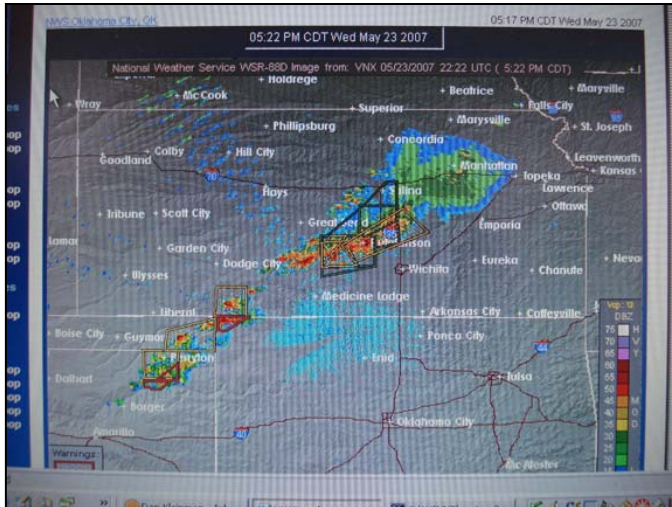 NWS Oklahoma City, OK
05:17 PM CDT Wed May 23 2007
05:22 PM CDT Wed May 23 2007
National Weather Service WSR-88D Image from: VNX 05/23/2007 22:22 UTC ( 5:22 PM CDT)
Holdrege
Beatrice
Maryville
Wray
McCook
Superior
Falls City
Phillipsburg
Marysville
St. Joseph
Concordia
Colby
Hill City
Manhattan
Leavenworth
Goodland
70
Topeka
Kansas
Hays
Salina
Lawrence
Tribune
Scott City
Great Bend
Ottawa
Lamar
Garden City
35
Emporia
Dodge City
Wichita
Eureka
Neva
Ulysses
Chanute
Medicine Lodge
Liberal
Arkansas City
Coffeyville
Boise City
Guymon
Ponca City
Perryton
Enid
44
Dalhart
Tulsa
Borger
Oklahoma City
Amarillo
40
McAlester
Warnings
DBZ
75 H
70 V
65 Y
60
55
50
45 M
40 O
35 D
30
25
20